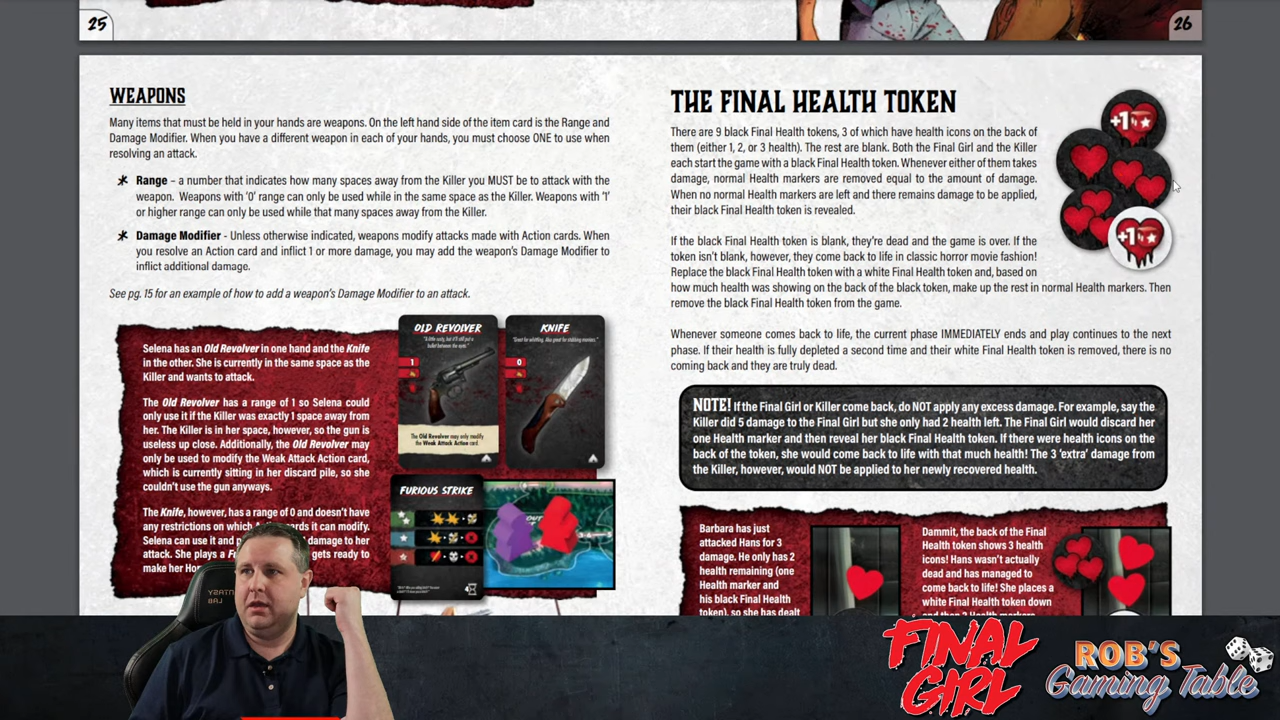 25
26
WEAPONS
Many items that must be held in your hands are weapons. On the left hand side of the item card is the Range and
Damage Modifier. When you have a different weapon in each of your hands, you must choose ONE to use when
resolving an attack.
Range – a number that indicates how many spaces away from the Killer you MUST be to attack with the
weapon. Weapons with '0' range can only be used while in the same space as the Killer. Weapons with '1'
or higher range can only be used while that many spaces away from the Killer.
Damage Modifier - Unless otherwise indicated, weapons modify attacks made with Action cards. When
you resolve an Action card and inflict 1 or more damage, you may add the weapon's Damage Modifier to
inflict additional damage.
See pg. 15 for an example of how to add a weapon's Damage Modifier to an attack.
Selena has an Old Revolver in one hand and the Knife
in the other. She is currently in the same space as the
Killer and wants to attack.
The Old Revolver has a range of 1 so Selena could
only use it if the Killer was exactly 1 space away from
her. The Killer is in her space, however, so the gun is
useless up close. Additionally, the Old Revolver may
only be used to modify the Weak Attack Action card,
which is currently sitting in her discard pile, so she
couldn't use the gun anyways.
The Knife, however, has a range of 0 and doesn't have
any restrictions on which cards it can modify.
Selena can use it and damage to her
attack. She plays a gets ready to
make her
OLD REVOLVER
1
The Old Revolver may only modify
the Weak Attack Action card.
KNIFE
0
FURIOUS STRIKE
THE FINAL HEALTH TOKEN
There are 9 black Final Health tokens, 3 of which have health icons on the back of
them (either 1, 2, or 3 health). The rest are blank. Both the Final Girl and the Killer
each start the game with a black Final Health token. Whenever either of them takes
damage, normal Health markers are removed equal to the amount of damage.
When no normal Health markers are left and there remains damage to be applied,
their black Final Health token is revealed.
If the black Final Health token is blank, they're dead and the game is over. If the
token isn't blank, however, they come back to life in classic horror movie fashion!
Replace the black Final Health token with a white Final Health token and, based on
how much health was showing on the back of the black token, make up the rest in normal Health markers. Then
remove the black Final Health token from the game.
Whenever someone comes back to life, the current phase IMMEDIATELY ends and play continues to the next
phase. If their health is fully depleted a second time and their white Final Health token is removed, there is no
coming back and they are truly dead.
+1
+1
NOTE! If the Final Girl or Killer come back, do NOT apply any excess damage. For example, say the
Killer did 5 damage to the Final Girl but she only had 2 health left. The Final Girl would discard her
one Health marker and then reveal her black Final Health token. If there were health icons on the
back of the token, she would come back to life with that much health! The 3 'extra' damage from
the Killer, however, would NOT be applied to her newly recovered health.
Barbara has just
attacked Hans for 3
damage. He only has 2
health remaining (one
Health marker and
his black Final Health
token), so she has dealt
Dammit, the back of the Final
Health token shows 3 health
icons! Hans wasn't actually
dead and has managed to
come back to life! She places a
white Final Health token down
FANTASY
LAB
FINAL
GIRL
ROB'S
Gaming Table